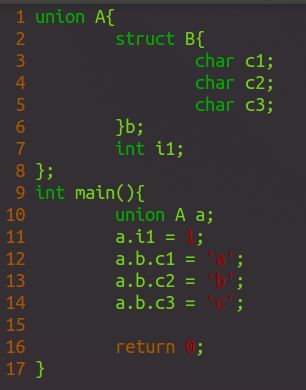 1 union A{
2         struct B{
3                 char c1;
4                 char c2;
5                 char c3;
6         }b;
7         int i1;
8 };
9 int main(){
10         union A a;
11         a.i1 = 1;
12         a.b.c1 = 'a';
13         a.b.c2 = 'b';
14         a.b.c3 = 'c';
15
16         return 0;
17 }